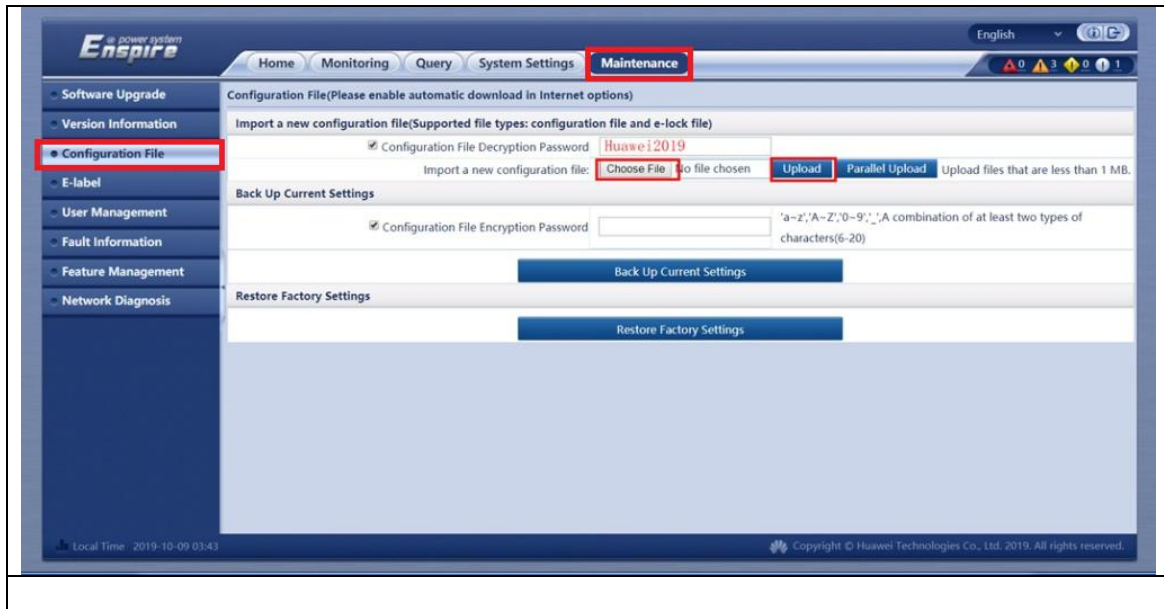 @ power system
Enspire
English
Home Monitoring Query System Settings Maintenance
0 3 0 1
Software Upgrade
Version Information
Configuration File
E-label
User Management
Fault Information
Feature Management
Network Diagnosis
Configuration File(Please enable automatic download in Internet options)
Import a new configuration file(Supported file types: configuration file and e-lock file)
Configuration File Decryption Password Huawei2019
Import a new configuration file: Choose File No file chosen Upload Parallel Upload Upload files that are less than 1 MB.
Back Up Current Settings
Configuration File Encryption Password
'a~z','A~Z','0~9','_',A combination of at least two types of
characters(6-20)
Back Up Current Settings
Restore Factory Settings
Restore Factory Settings
Local Time 2019-10-09 03:43
Copyright © Huawei Technologies Co., Ltd. 2019. All rights reserved.